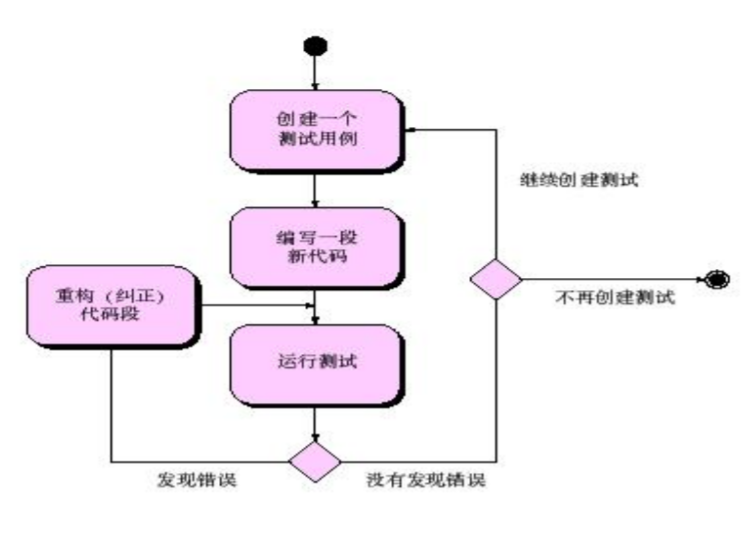 创建一个
测试用例
继续创建测试
编写一段
新代码
重构 (纠正)
代码段
不再创建测试
运行测试
发现错误
没有发现错误